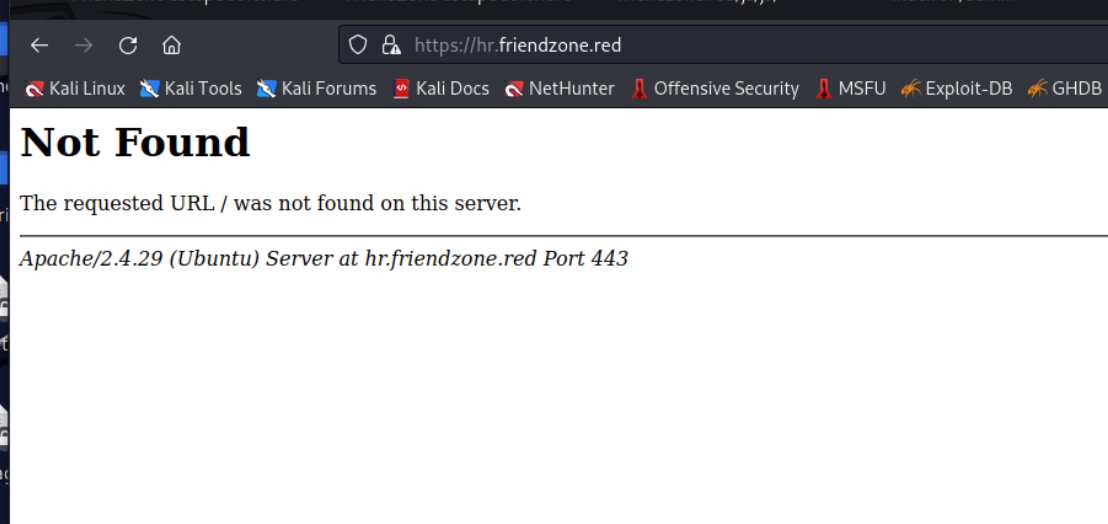 https://hr.friendzone.red
Kali Linux Kali Tools Kali Forums Kali Docs NetHunter Offensive Security MSFU Exploit-DB GHDB
Not Found
The requested URL / was not found on this server.
Apache/2.4.29 (Ubuntu) Server at hr.friendzone.red Port 443